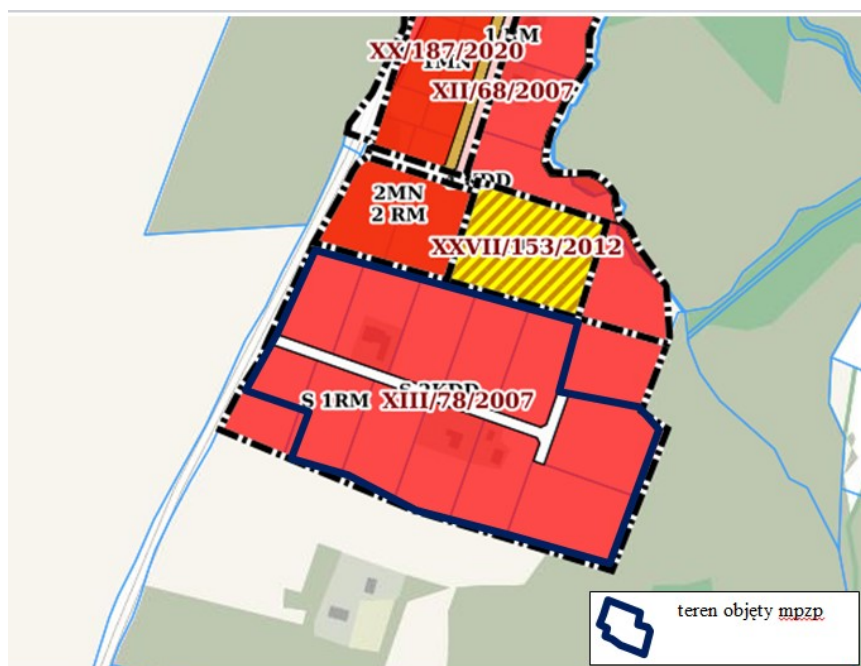 XX/187/2020
1MN
XII/68/2007
2MN
2 RM
XXVII/153/2012
S 1RM
XIII/78/2007
teren objęty mpzp